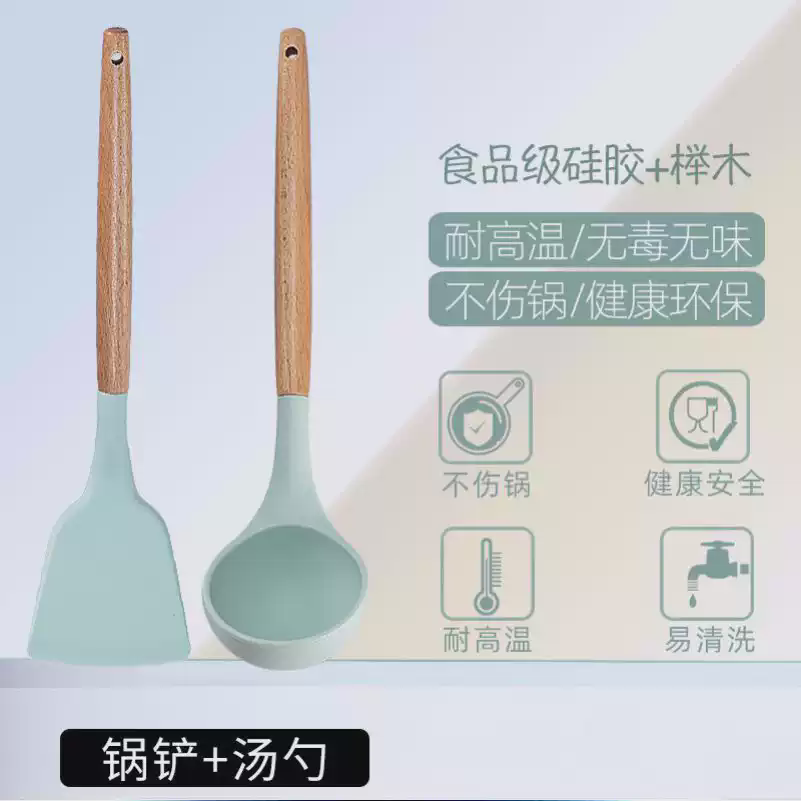 食品级硅胶+榉木
耐高温/无毒无味
不伤锅/健康环保
不伤锅
健康安全
耐高温
易清洗
锅铲+汤勺